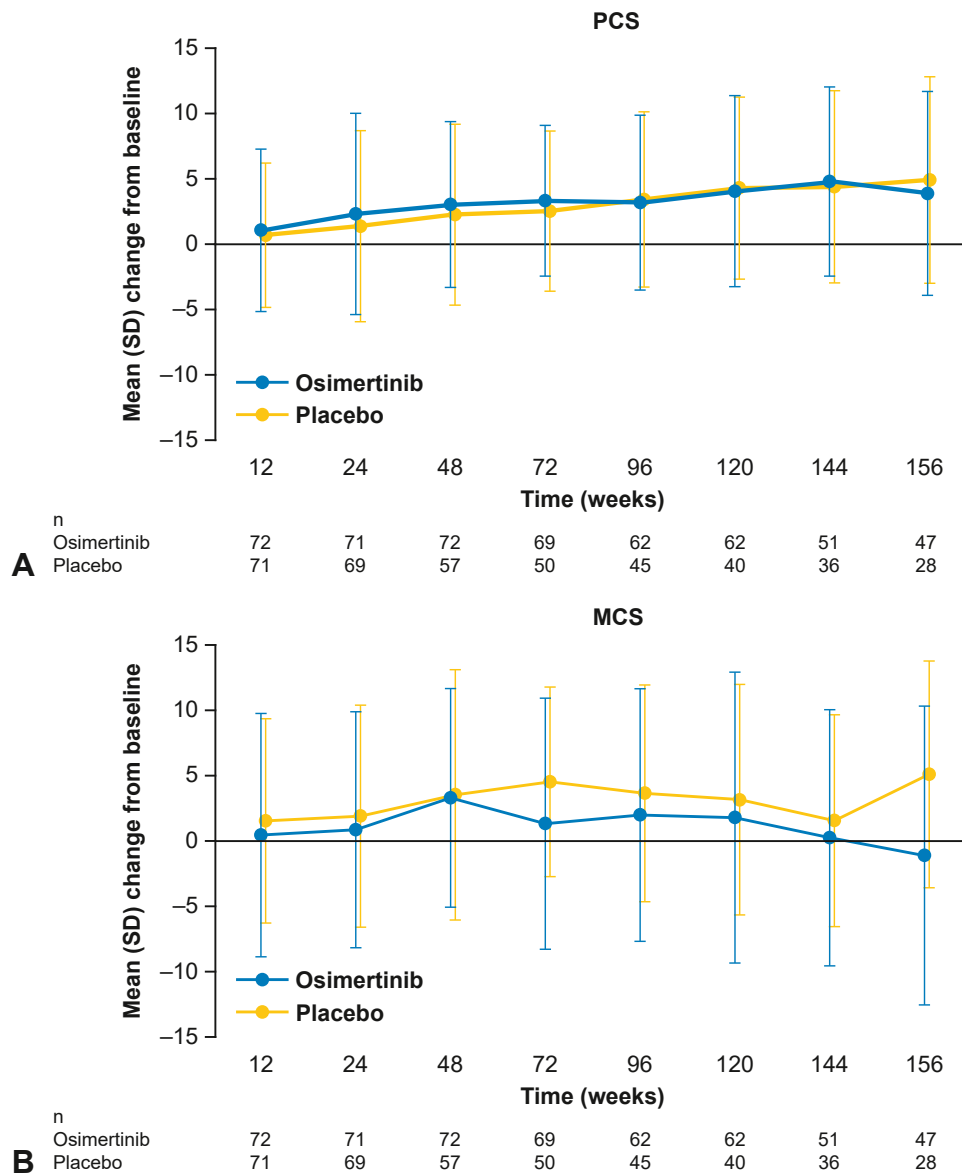 PCS
15
10
5
0
–5
–10
–15
Mean (SD) change from baseline
Osimertinib
Placebo
12 24 48 72 96 120 144 156
Time (weeks)
n
Osimertinib 72 71 72 69 62 62 51 47
A Placebo 71 69 57 50 45 40 36 28
MCS
15
10
5
0
–5
–10
–15
Mean (SD) change from baseline
Osimertinib
Placebo
12 24 48 72 96 120 144 156
Time (weeks)
n
Osimertinib 72 71 72 69 62 62 51 47
B Placebo 71 69 57 50 45 40 36 28